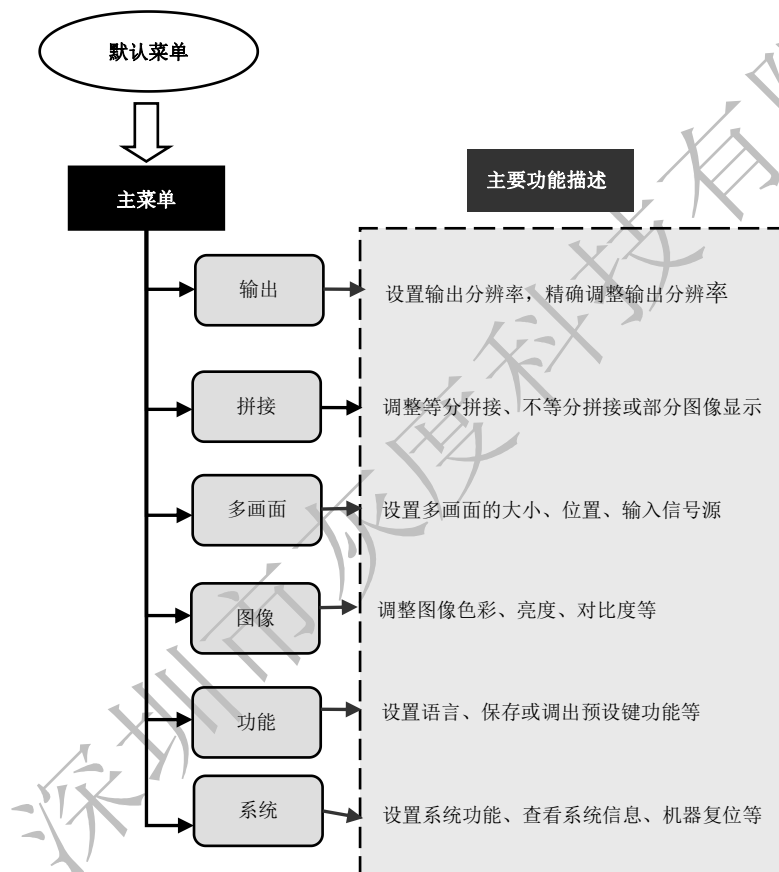 默认菜单
主菜单
主要功能描述
输出
设置输出分辨率，精确调整输出分辨率
拼接
调整等分拼接、不等分拼接或部分图像显示
多画面
设置多画面的大小、位置、输入信号源
图像
调整图像色彩、亮度、对比度等
功能
设置语言、保存或调出预设键功能等
系统
设置系统功能、查看系统信息、机器复位等
深圳市灰度科技有